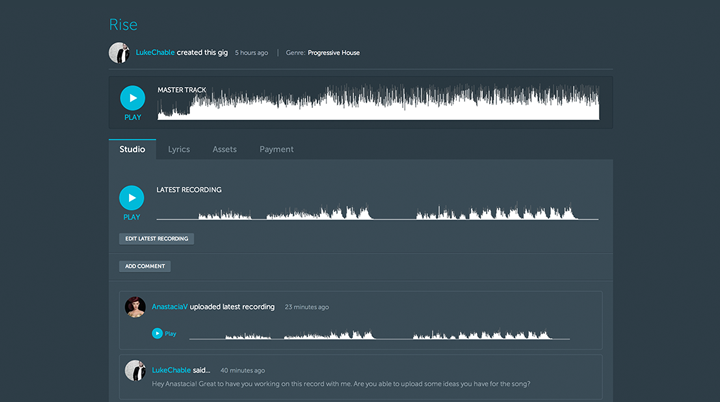 Rise
LukeChable created this gig 5 hours ago | Genre: Progressive House
MASTER TRACK
PLAY
Studio Lyrics Assets Payment
LATEST RECORDING
PLAY
EDIT LATEST RECORDING
ADD COMMENT
AnastaciaV uploaded latest recording 23 minutes ago
Play
LukeChable said... 40 minutes ago
Hey Anastacia! Great to have you working on this record with me. Are you able to upload some ideas you have for the song?